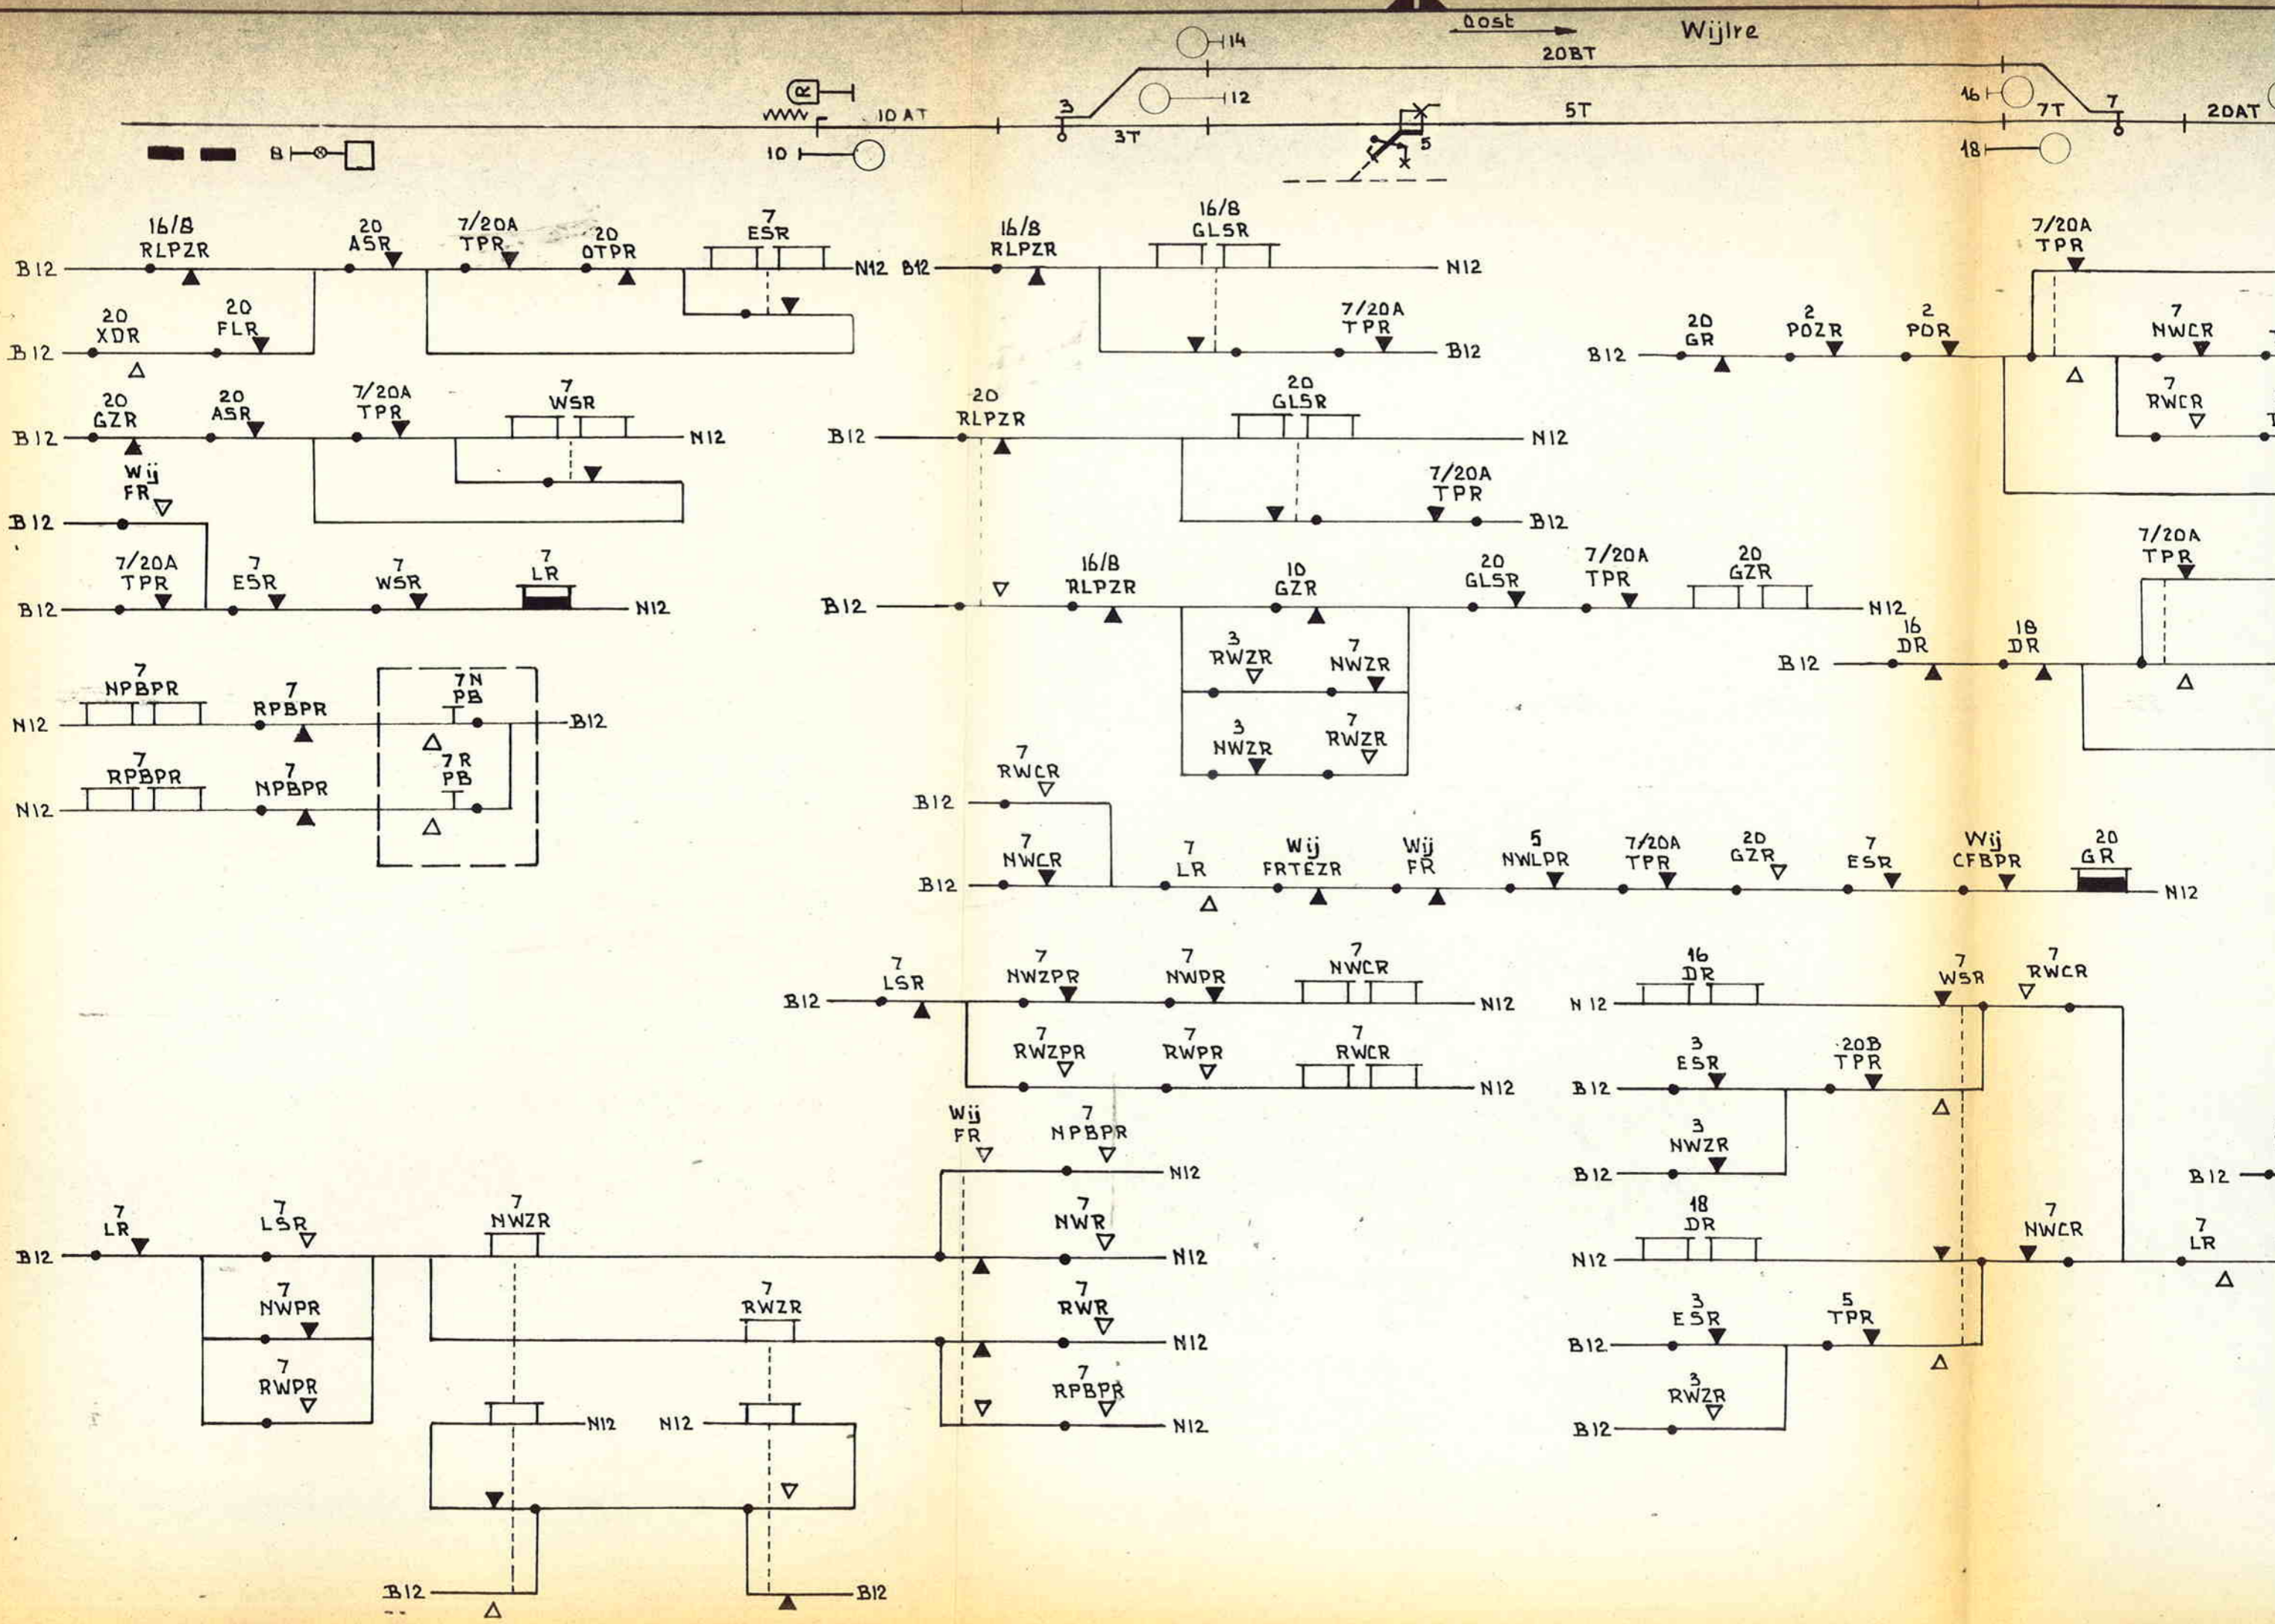 Oost
Wijlre
14
20BT
R
12
16
3
7
10 AT
5T
7T
20AT
3T
5
8
10
18
16/8
RLPZR
20
ASR
7/20A
TPR
20
OTPR
7
ESR
B12
N12
20
XDR
20
FLR
B12
20
GZR
20
ASR
7/20A
TPR
7
WSR
B12
N12
Wij
FR
B12
7/20A
TPR
7
ESR
7
WSR
7
LR
B12
N12
7
NPBPR
7
RPBPR
7N
PB
N12
B12
7
RPBPR
7
NPBPR
7R
PB
N12
16/8
RLPZR
16/8
GLSR
B12
N12
7/20A
TPR
B12
20
RLPZR
20
GLSR
B12
N12
7/20A
TPR
B12
16/8
RLPZR
10
GZR
20
GLSR
7/20A
TPR
20
GZR
B12
N12
3
RWZR
7
NWZR
3
NWZR
7
RWZR
7/20A
TPR
20
GR
2
POZR
2
POR
7
NWCR
B12
7
RWCR
7/20A
TPR
16
DR
18
DR
B12
7
RWCR
B12
7
NWCR
7
LR
Wij
FRTEZR
Wij
FR
5
NWLPR
7/20A
TPR
20
GZR
7
ESR
Wij
CFBPR
20
GR
B12
N12
7
LSR
7
NWZPR
7
NWPR
7
NWCR
B12
N12
7
RWZPR
7
RWPR
7
RWCR
N12
16
DR
7
WSR
7
RWCR
N12
3
ESR
20B
TPR
B12
3
NWZR
B12
18
DR
7
NWCR
7
LR
N12
3
ESR
5
TPR
B12
3
RWZR
B12
B12
Wij
FR
7
NPBPR
N12
7
LR
7
LSR
7
NWZR
7
NWR
B12
N12
7
NWPR
7
RWZR
7
RWR
N12
7
RWPR
7
RPBPR
N12
N12
N12
B12
B12